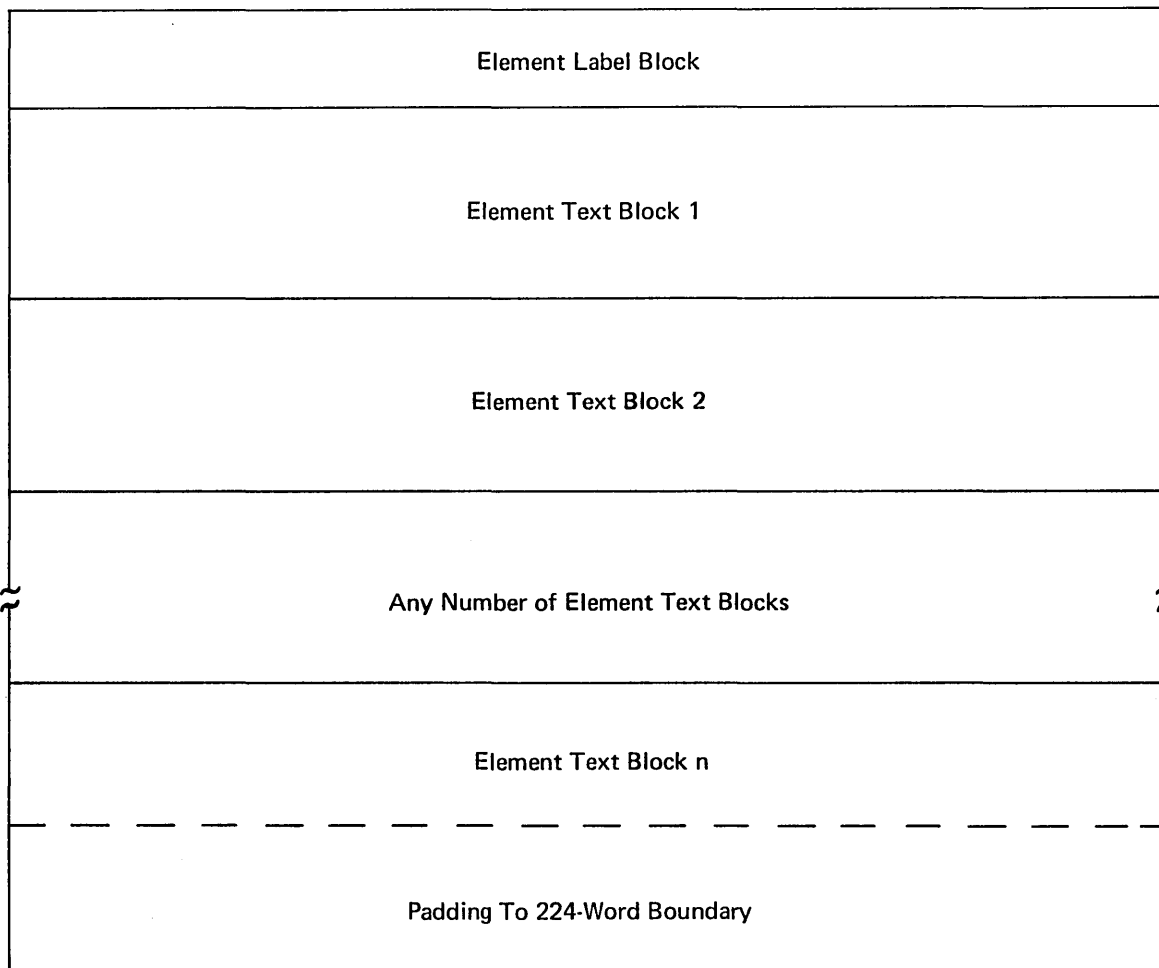 Element Label Block
Element Text Block 1
Element Text Block 2
Any Number of Element Text Blocks
Element Text Block n
Padding To 224-Word Boundary